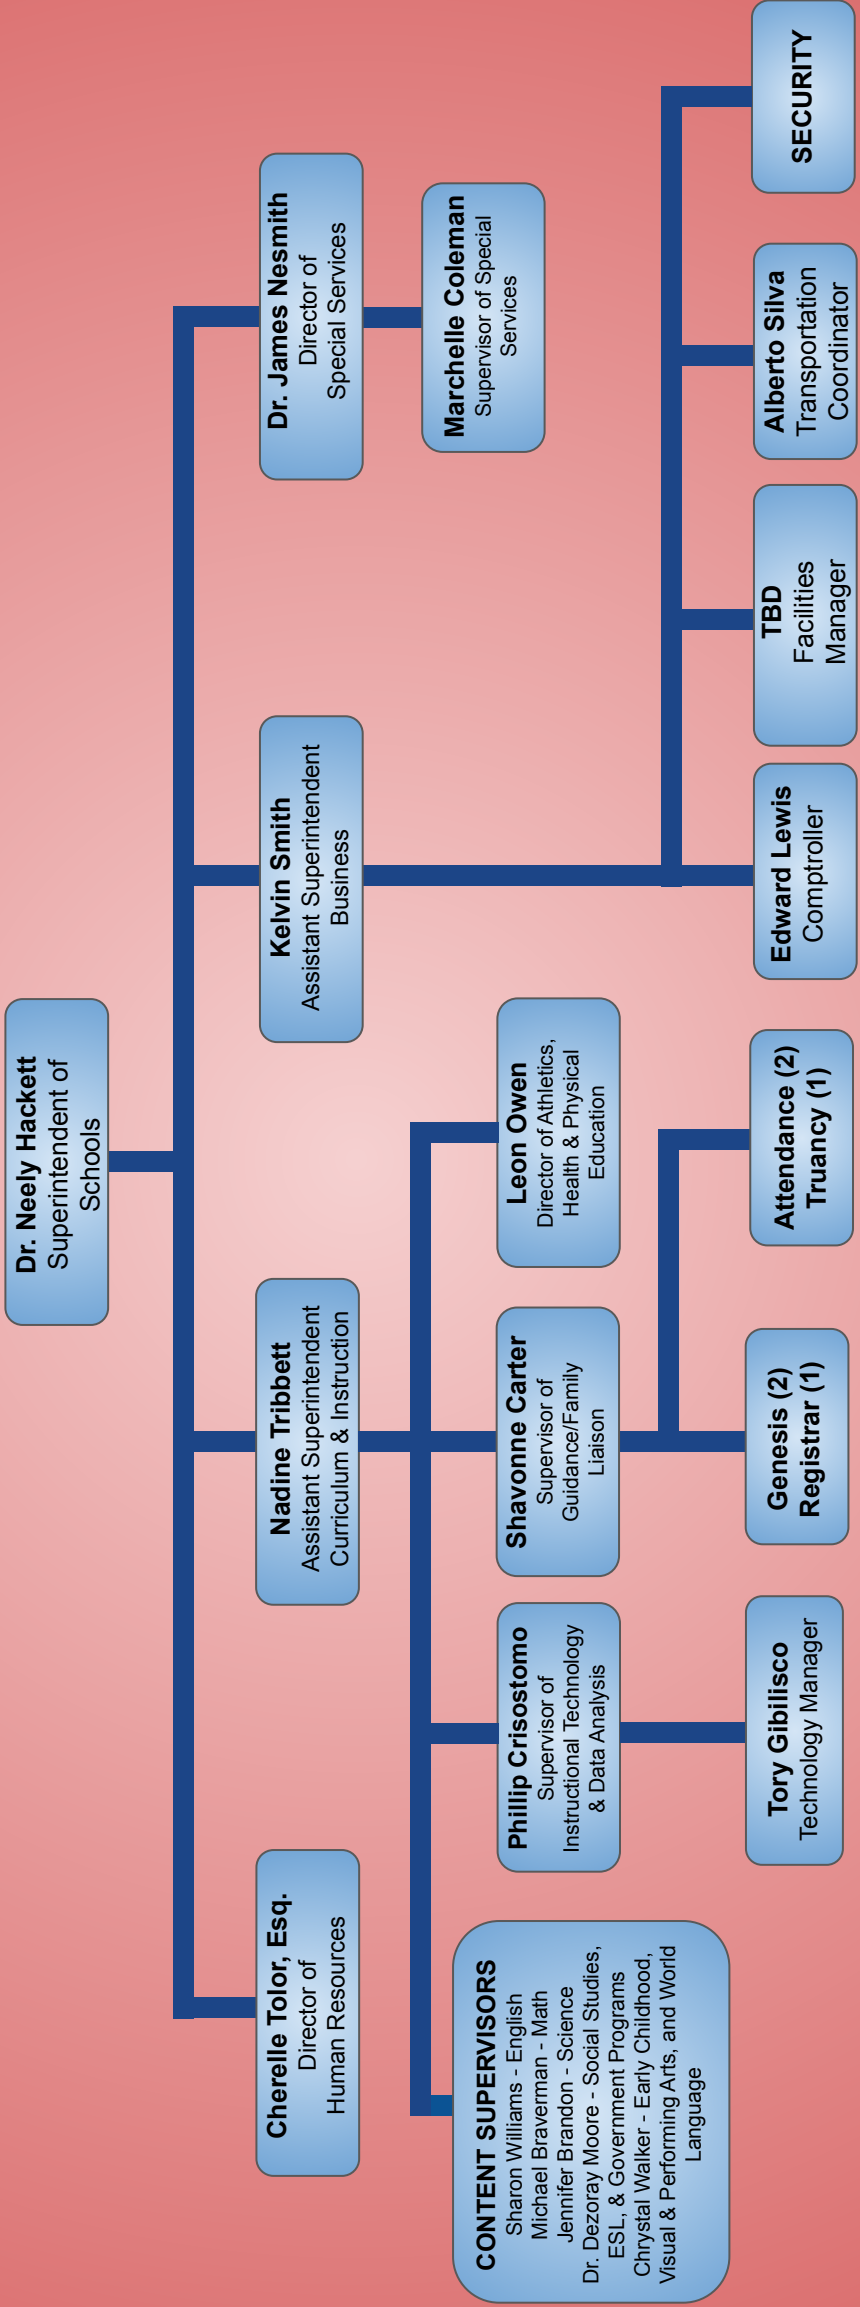 Dr. Neely Hackett
Superintendent of
Schools
Cherelle Tolor, Esq.
Director of
Human Resources
Nadine Tribbett
Assistant Superintendent
Curriculum & Instruction
Kelvin Smith
Assistant Superintendent
Business
Dr. James Nesmith
Director of
Special Services
CONTENT SUPERVISORS
Sharon Williams - English
Michael Braverman - Math
Jennifer Brandon - Science
Dr. Dezoray Moore - Social Studies,
ESL, & Government Programs
Chrystal Walker - Early Childhood,
Visual & Performing Arts, and World
Language
Phillip Crisostomo
Supervisor of
Instructional Technology
& Data Analysis
Shavonne Carter
Supervisor of
Guidance/Family
Liaison
Leon Owen
Director of Athletics,
Health & Physical
Education
Marchelle Coleman
Supervisor of Special
Services
Tory Gibilisco
Technology Manager
Genesis (2)
Registrar (1)
Attendance (2)
Truancy (1)
Edward Lewis
Comptroller
TBD
Facilities
Manager
Alberto Silva
Transportation
Coordinator
SECURITY